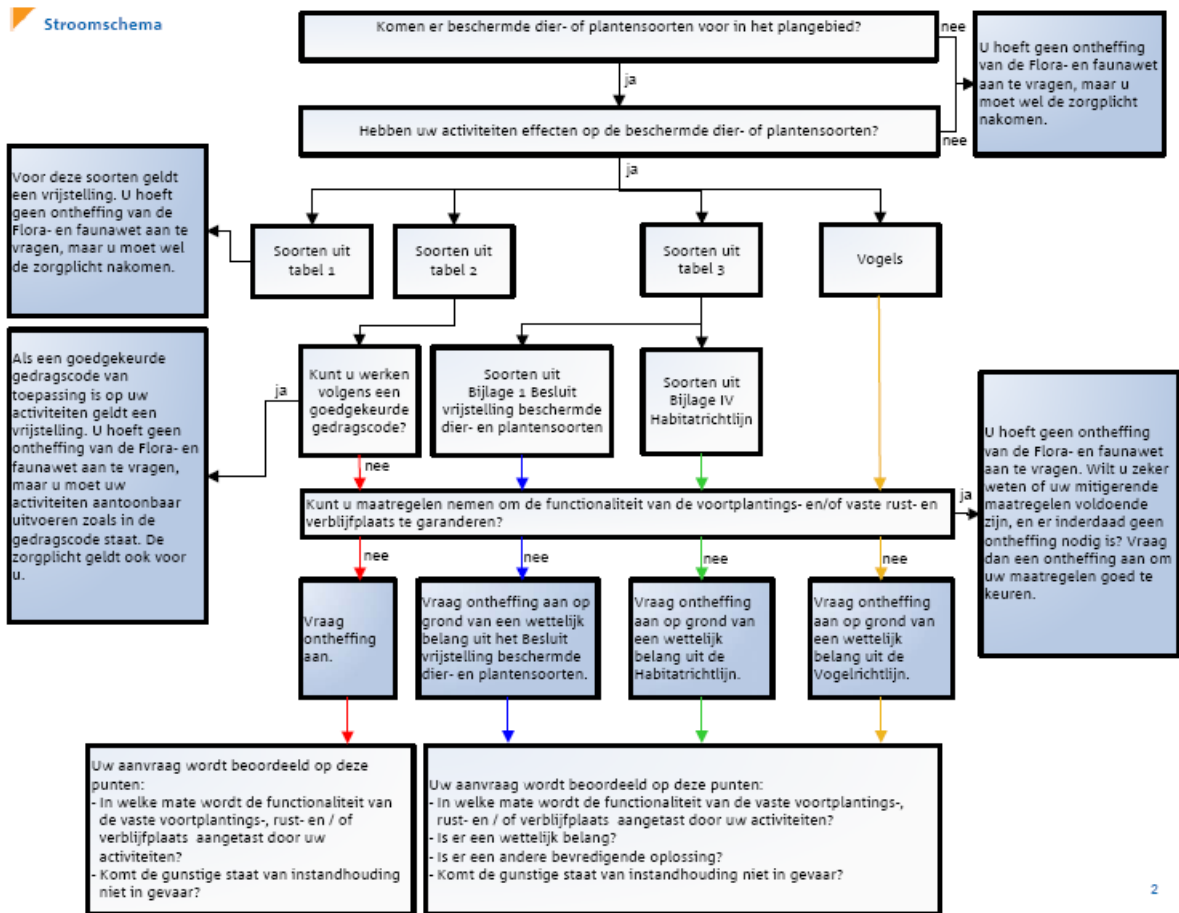 Stroomschema
Komen er beschermde dier- of plantensoorten voor in het plangebied?
nee
U hoeft geen ontheffing
van de Flora- en faunawet
aan te vragen, maar u
moet wel de zorgplicht
nakomen.
ja
Hebben uw activiteiten effecten op de beschermde dier- of plantensoorten?
nee
ja
Voor deze soorten geldt
een vrijstelling. U hoeft
geen ontheffing van de
Flora- en faunawet aan te
vragen, maar u moet wel
de zorgplicht nakomen.
Soorten uit
tabel 1
Soorten uit
tabel 2
Soorten uit
tabel 3
Vogels
Als een goedgekeurde
gedragscode van
toepassing is op uw
activiteiten geldt een
vrijstelling. U hoeft geen
ontheffing van de Flora- en
faunawet aan te vragen,
maar u moet uw
activiteiten aantoonbaar
uitvoeren zoals in de
gedragscode staat. De
zorgplicht geldt ook voor
u.
ja
Kunt u werken
volgens een
goedgekeurde
gedragscode?
Soorten uit
Bijlage 1 Besluit
vrijstelling beschermde
dier- en plantensoorten
Soorten uit
Bijlage IV
Habitatrichtlijn
nee
Kunt u maatregelen nemen om de functionaliteit van de voortplantings- en/of vaste rust- en
verblijfplaats te garanderen?
ja
U hoeft geen ontheffing
van de Flora- en faunawet
aan te vragen. Wilt u zeker
weten of uw mitigerende
maatregelen voldoende
zijn, en er inderdaad geen
ontheffing nodig is? Vraag
dan een ontheffing aan om
uw maatregelen goed te
keuren.
nee
nee
nee
nee
Vraag
ontheffing
aan.
Vraag ontheffing aan op
grond van een wettelijk
belang uit het Besluit
vrijstelling beschermde
dier- en plantensoorten.
Vraag ontheffing
aan op grond van
een wettelijk
belang uit de
Habitatrichtlijn.
Vraag ontheffing
aan op grond van
een wettelijk
belang uit de
Vogelrichtlijn.
Uw aanvraag wordt beoordeeld op deze
punten:
- In welke mate wordt de functionaliteit van
de vaste voortplantings-, rust- en / of
verblijfplaats aangetast door uw
activiteiten?
- Komt de gunstige staat van instandhouding
niet in gevaar?
Uw aanvraag wordt beoordeeld op deze punten:
- In welke mate wordt de functionaliteit van de vaste voortplantings-,
rust- en / of verblijfplaats aangetast door uw activiteiten?
- Is er een wettelijk belang?
- Is er een andere bevredigende oplossing?
- Komt de gunstige staat van instandhouding niet in gevaar?
2